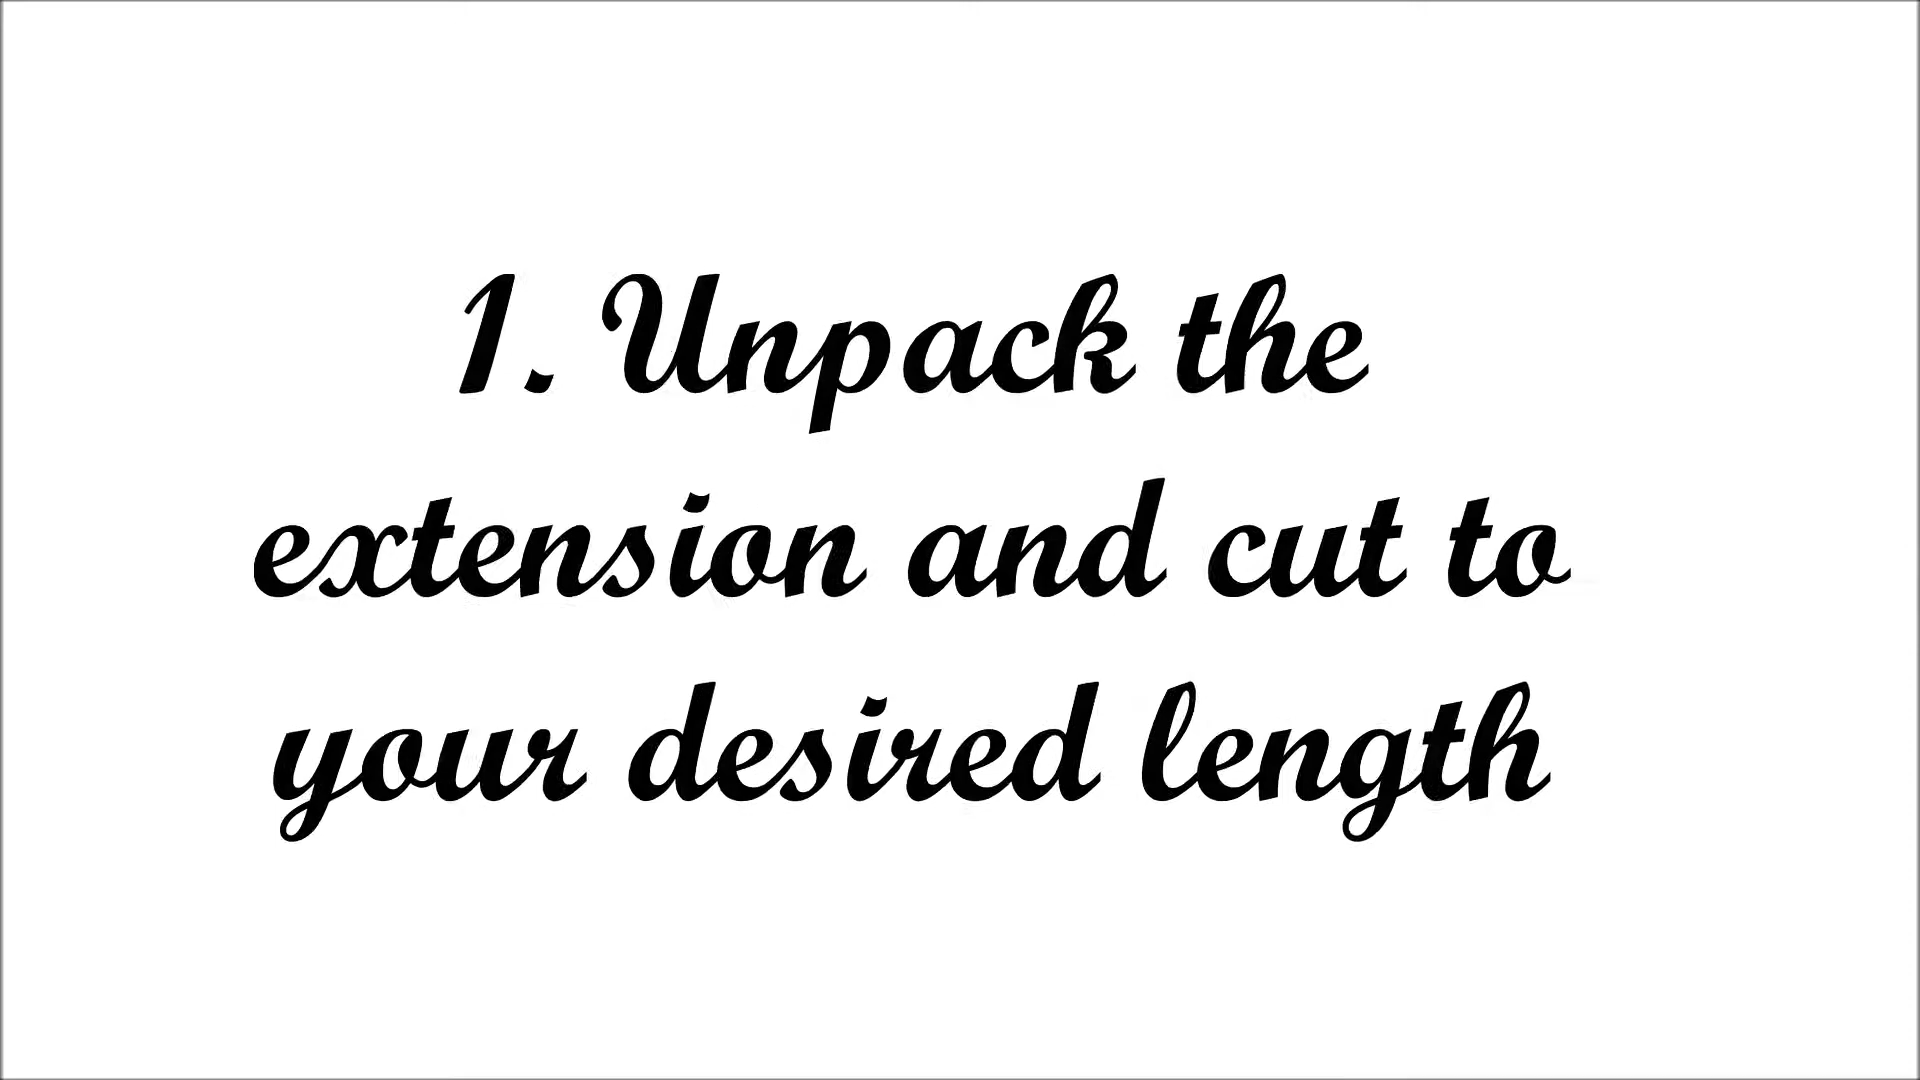 1. Unpack the
extension and cut to
your desired length